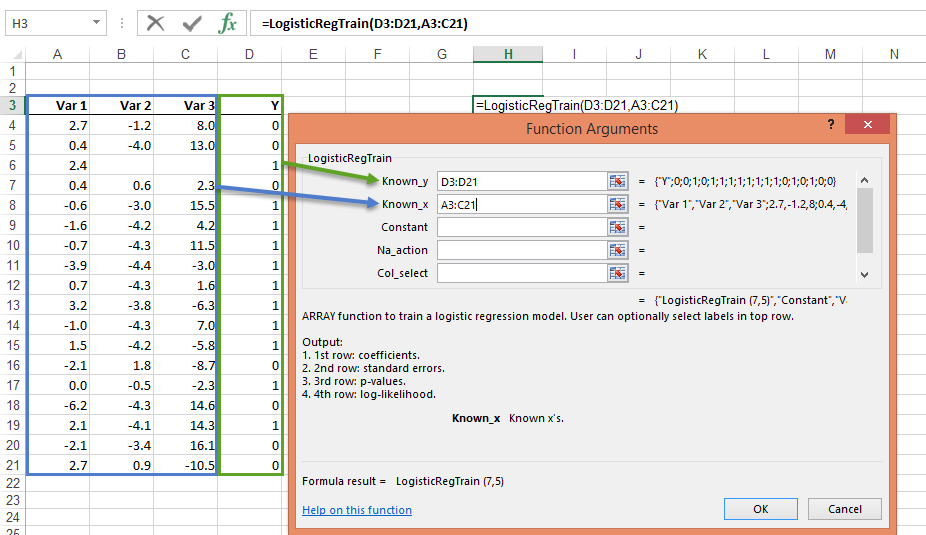 H3 =LogisticRegTrain(D3:D21,A3:C21)
A B C D E F G H I J K L M N
1
2
3 Var 1 Var 2 Var 3 Y =LogisticRegTrain(D3:D21,A3:C21)
4 2.7 -1.2 8.0 0
5 0.4 -4.0 13.0 0
6 2.4 1
7 0.4 0.6 2.3 0
8 -0.6 -3.0 15.5 1
9 -1.6 -4.2 4.2 1
10 -0.7 -4.3 11.5 1
11 -3.9 -4.4 -3.0 1
12 0.7 -4.3 1.6 1
13 3.2 -3.8 -6.3 1
14 -1.0 -4.3 7.0 1
15 1.5 -4.2 -5.8 1
16 -2.1 1.8 -8.7 0
17 0.0 -0.5 -2.3 1
18 -6.2 -4.3 14.6 0
19 2.1 -4.1 14.3 1
20 -2.1 -3.4 16.1 0
21 2.7 0.9 -10.5 0
22
23
24
25
Function Arguments ?
LogisticRegTrain
Known_y D3:D21 = {"Y";0;0;1;0;1;1;1;1;1;1;1;1;0;1;0;1;0;0}
Known_x A3:C21 = {"Var 1","Var 2","Var 3";2.7,-1.2,8;0.4,-4,
Constant =
Na_action =
Col_select =
= {"LogisticRegTrain (7,5)","Constant","V
ARRAY function to train a logistic regression model. User can optionally select labels in top row.
Output:
1. 1st row: coefficients.
2. 2nd row: standard errors.
3. 3rd row: p-values.
4. 4th row: log-likelihood.
Known_x Known x's.
Formula result = LogisticRegTrain (7,5)
Help on this function OK Cancel